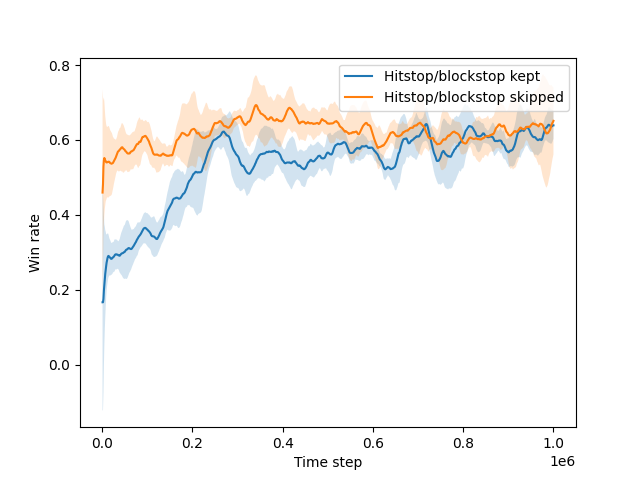 0.8
0.6
0.4
0.2
0.0
Win rate
Hitstop/blockstop kept
Hitstop/blockstop skipped
0.0 0.2 0.4 0.6 0.8 1.0
Time step
1e6